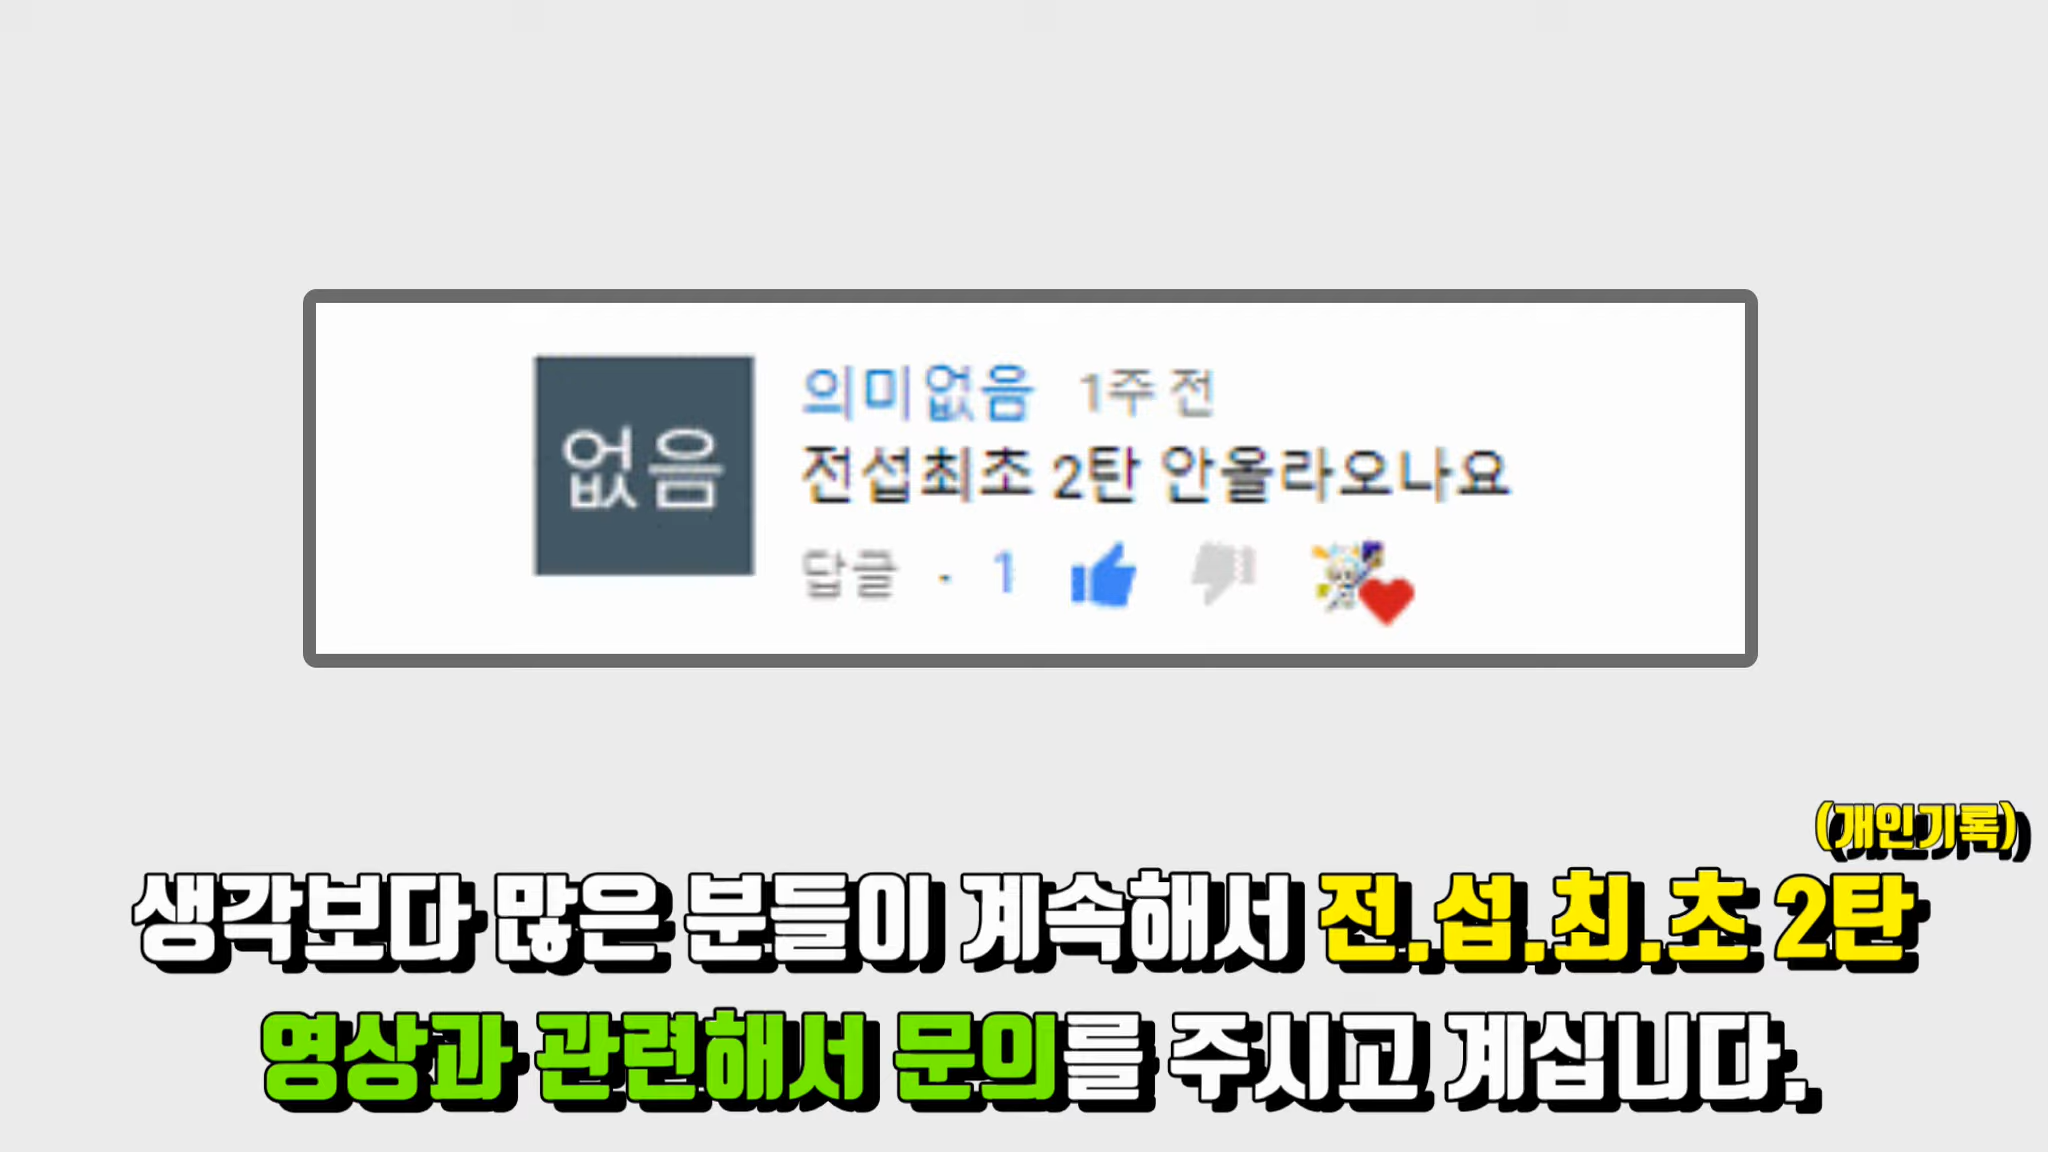 없음
의미없음 1주 전
전섭최초 2탄 안올라오나요
답글 · 1
(개인기록)
생각보다 많은 분들이 계속해서 전.섭.최.초 2탄
영상과 관련해서 문의를 주시고 계십니다.